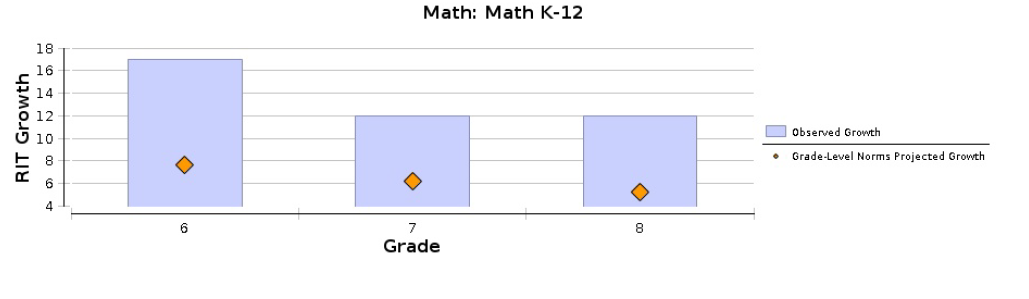 Math: Math K-12
RIT Growth
18
16
14
12
10
8
6
4
6 7 8
Grade
Observed Growth
Grade-Level Norms Projected Growth